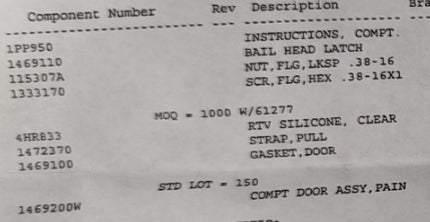 Component Number Rev Description Bra
1PP950 INSTRUCTIONS, COMPT.
1469110 BAIL HEAD LATCH
115307A NUT,FLG,LKSP .38-16
1333170 SCR,FLG,HEX .38-16X1
MOQ = 1000 W/61277
4HR833 RTV SILICONE, CLEAR
1472370 STRAP,PULL
1469100 GASKET,DOOR
STD LOT = 150
1469200W COMPT DOOR ASSY,PAIN